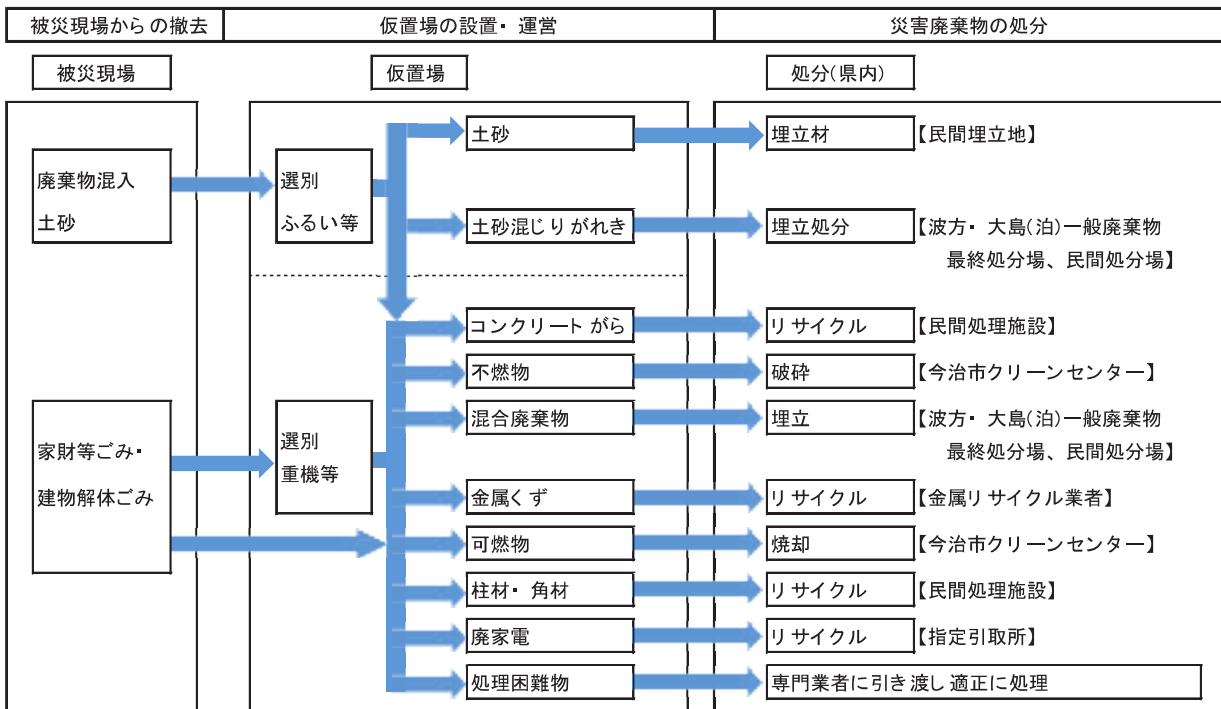 被災現場からの撤去
仮置場の設置・運営
災害廃棄物の処分
被災現場
仮置場
処分(県内)
廃棄物混入
土砂
選別
ふるい等
土砂
埋立材
【民間埋立地】
土砂混じりがれき
埋立処分
【波方・大島(泊)一般廃棄物
最終処分場、民間処分場】
コンクリートがら
リサイクル
【民間処理施設】
不燃物
破砕
【今治市クリーンセンター】
家財等ごみ・
建物解体ごみ
選別
重機等
混合廃棄物
埋立
【波方・大島(泊)一般廃棄物
最終処分場、民間処分場】
金属くず
リサイクル
【金属リサイクル業者】
可燃物
焼却
【今治市クリーンセンター】
柱材・角材
リサイクル
【民間処理施設】
廃家電
リサイクル
【指定引取所】
処理困難物
専門業者に引き渡し適正に処理